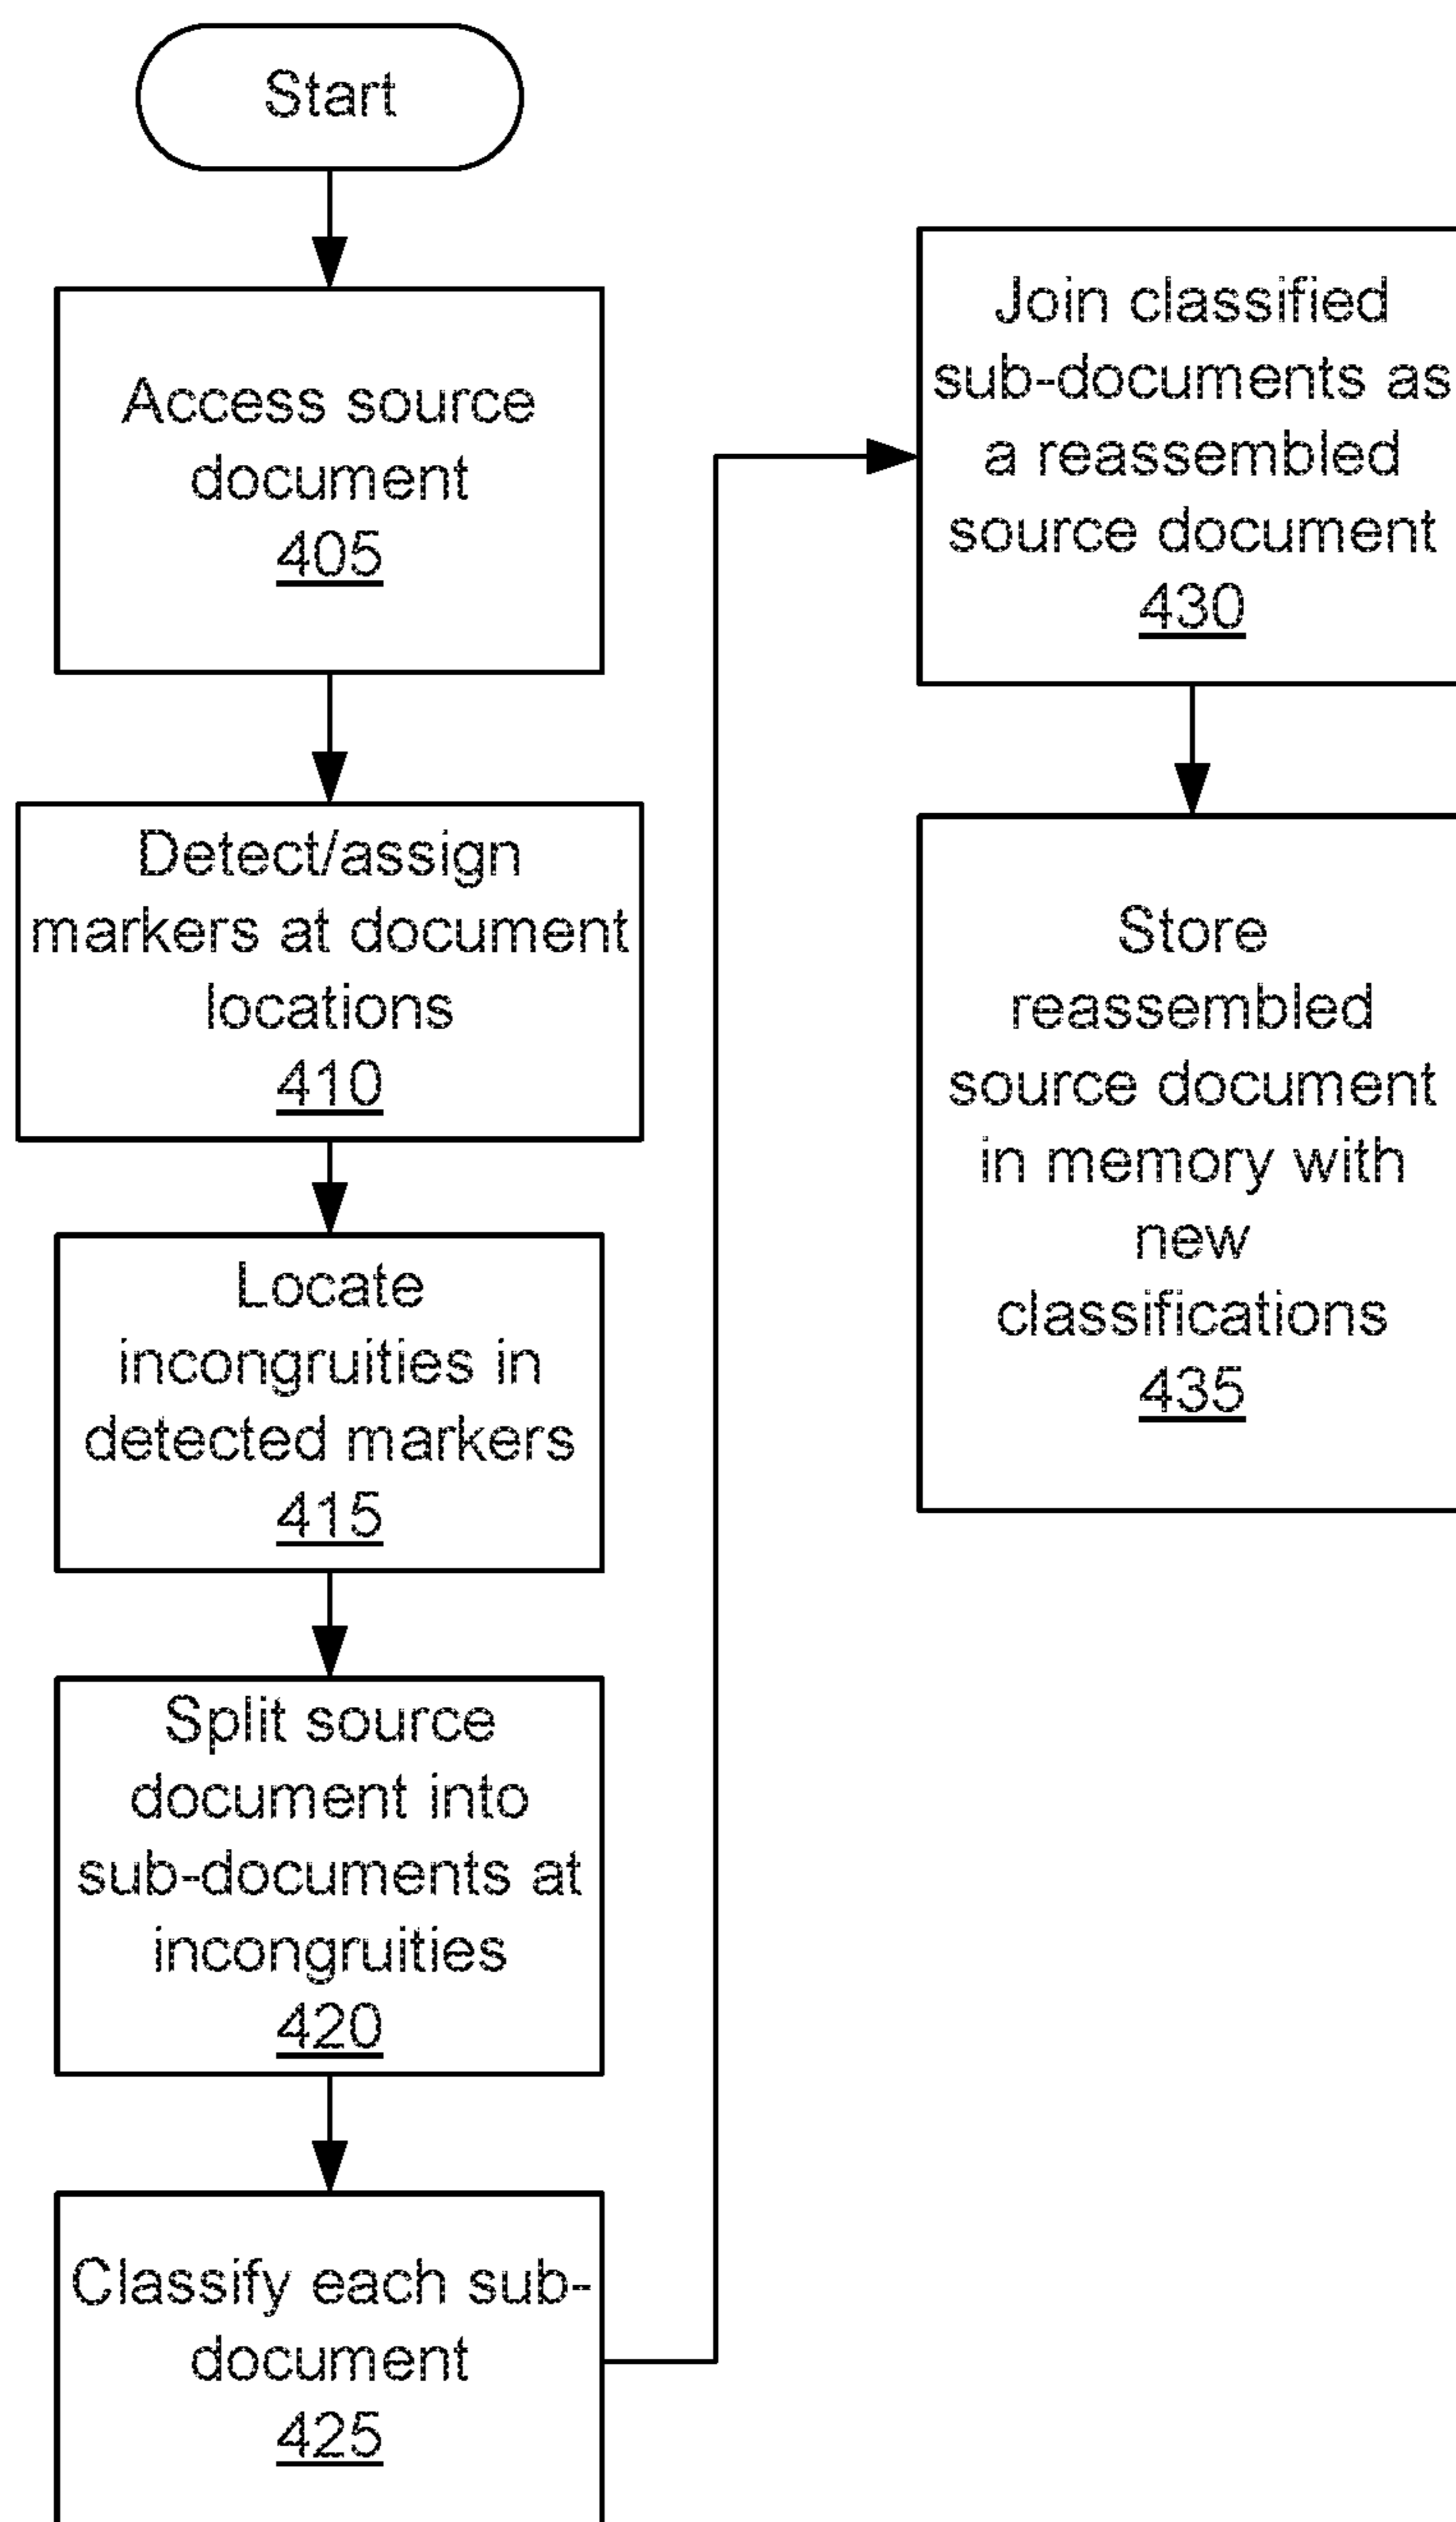 Start
Access source
document
405
Detect/assign
markers at document
locations
410
Locate
incongruities in
detected markers
415
Split source
document into
sub-documents at
incongruities
420
Classify each sub-
document
425
Join classified
sub-documents as
a reassembled
source document
430
Store
reassembled
source document
in memory with
new
classifications
435